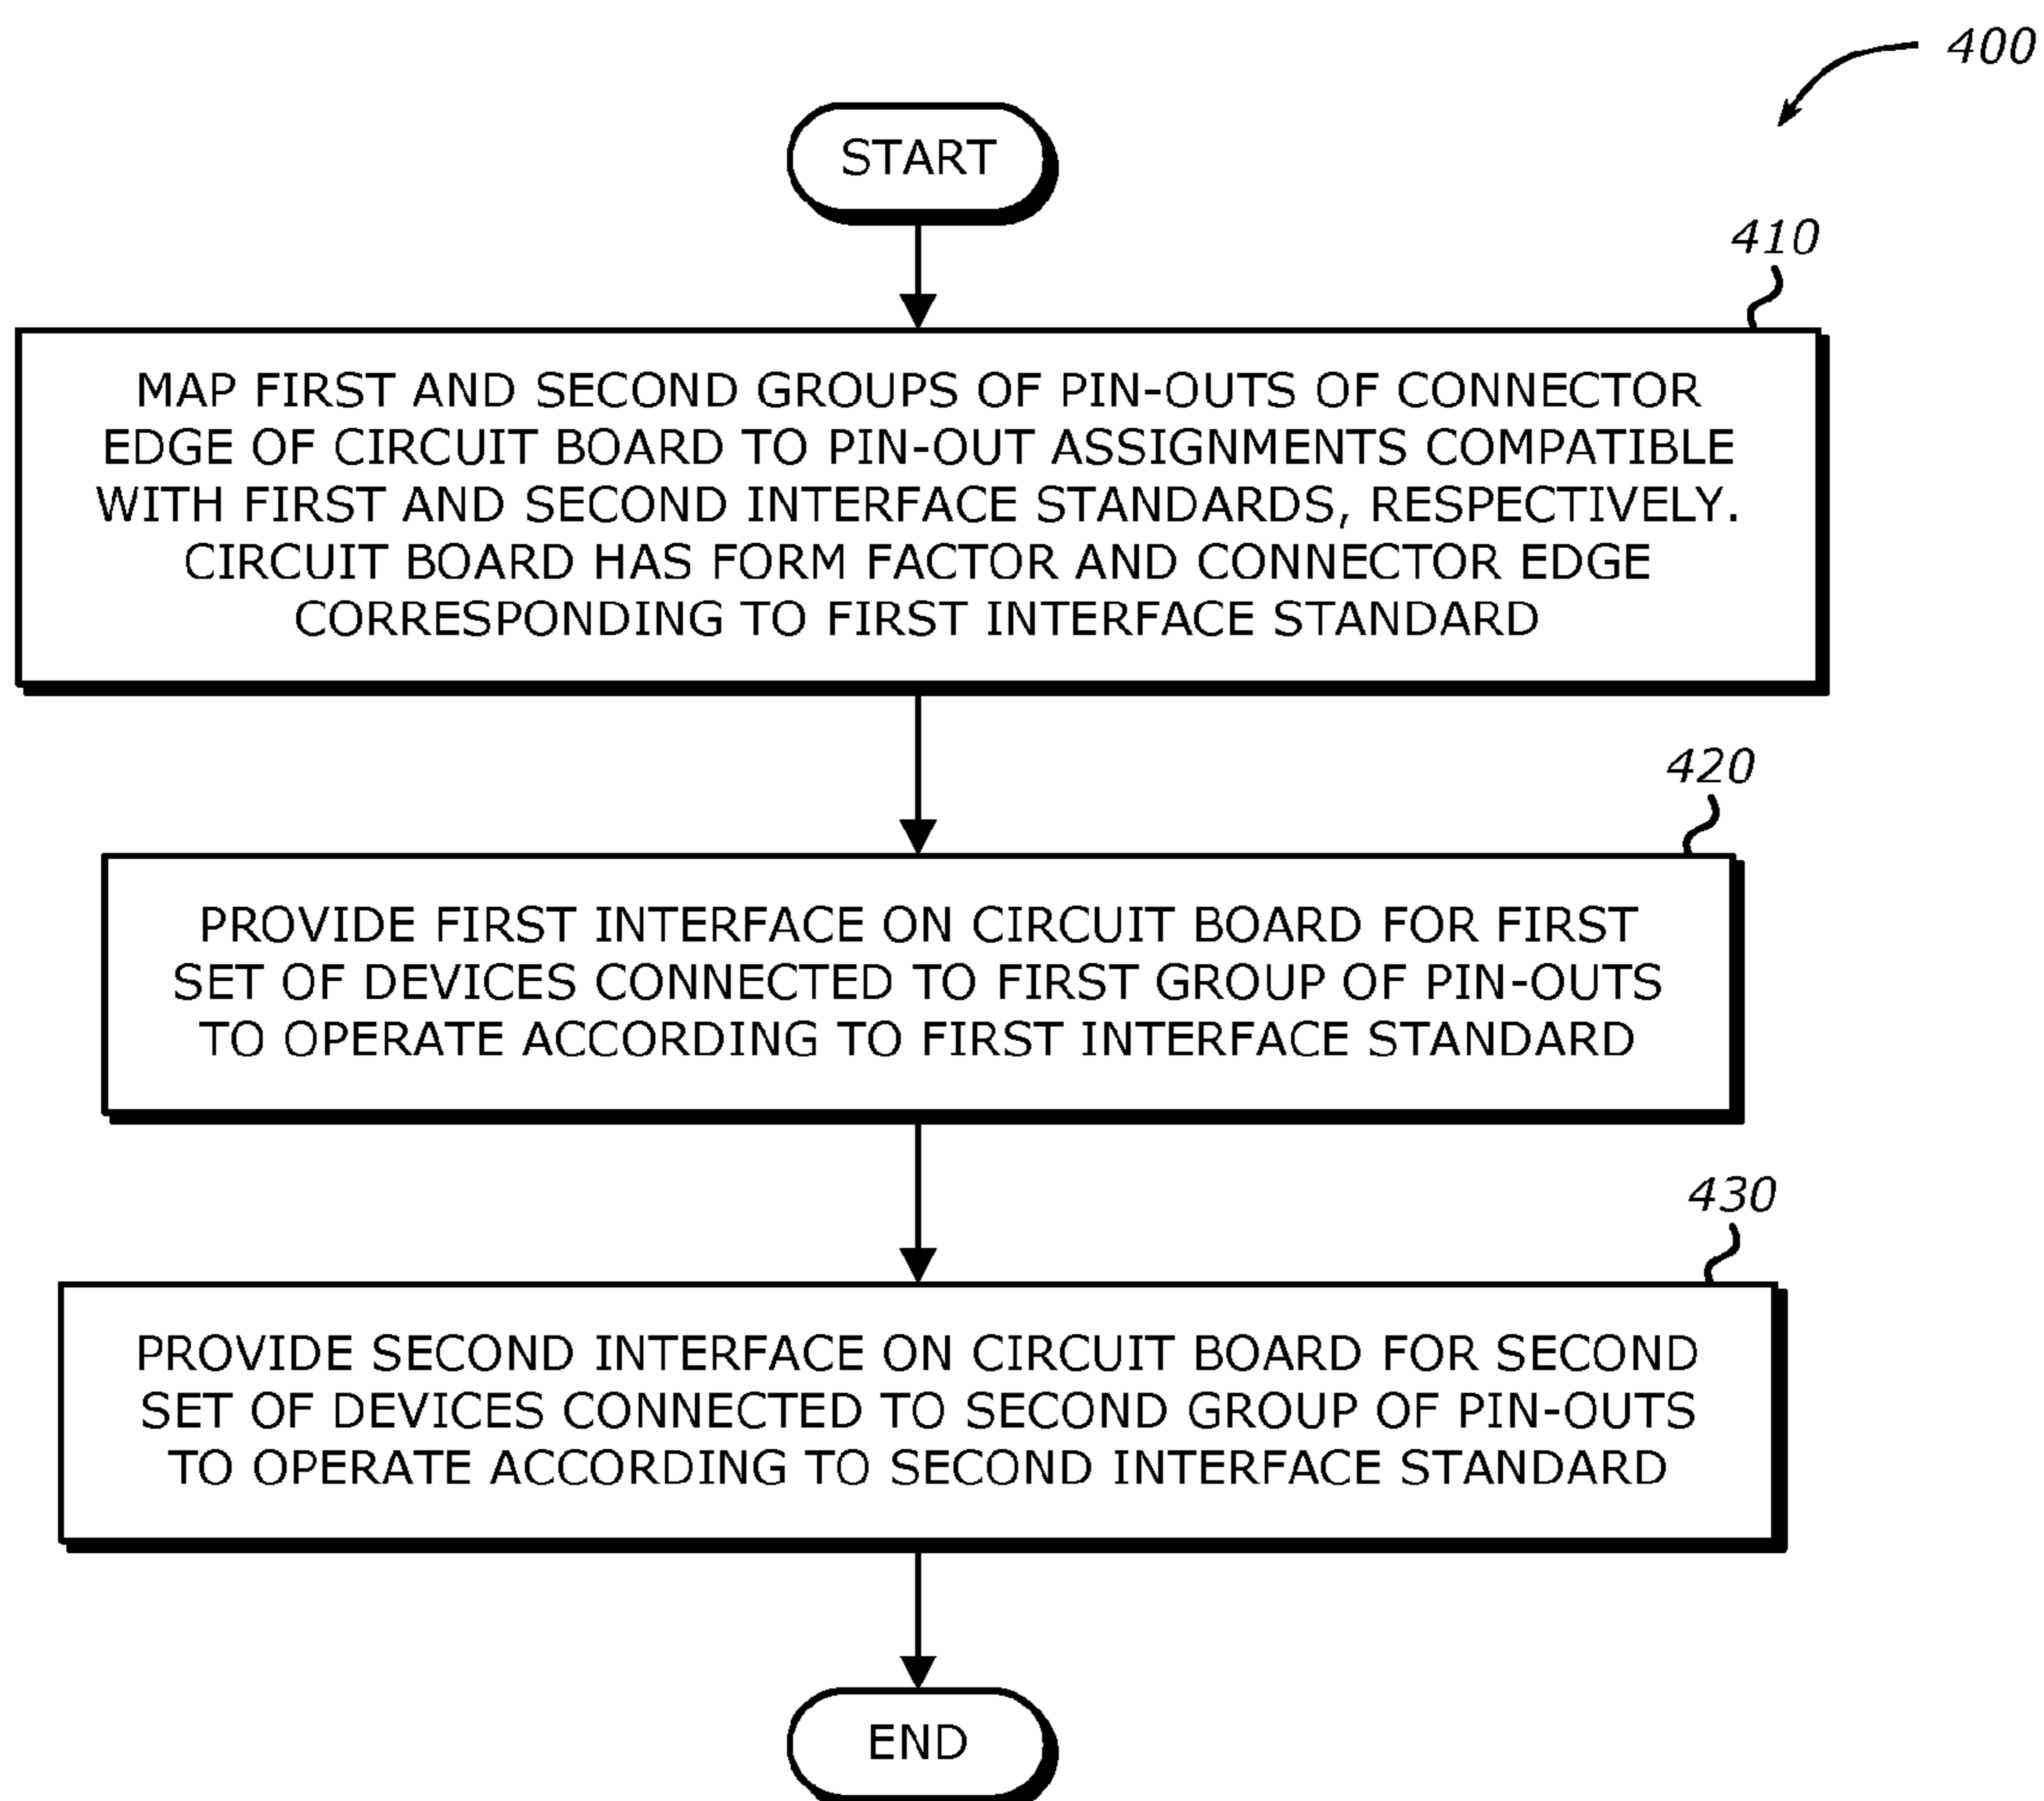 400
START
410
MAP FIRST AND SECOND GROUPS OF PIN-OUTS OF CONNECTOR
EDGE OF CIRCUIT BOARD TO PIN-OUT ASSIGNMENTS COMPATIBLE
WITH FIRST AND SECOND INTERFACE STANDARDS, RESPECTIVELY.
CIRCUIT BOARD HAS FORM FACTOR AND CONNECTOR EDGE
CORRESPONDING TO FIRST INTERFACE STANDARD
420
PROVIDE FIRST INTERFACE ON CIRCUIT BOARD FOR FIRST
SET OF DEVICES CONNECTED TO FIRST GROUP OF PIN-OUTS
TO OPERATE ACCORDING TO FIRST INTERFACE STANDARD
430
PROVIDE SECOND INTERFACE ON CIRCUIT BOARD FOR SECOND
SET OF DEVICES CONNECTED TO SECOND GROUP OF PIN-OUTS
TO OPERATE ACCORDING TO SECOND INTERFACE STANDARD
END